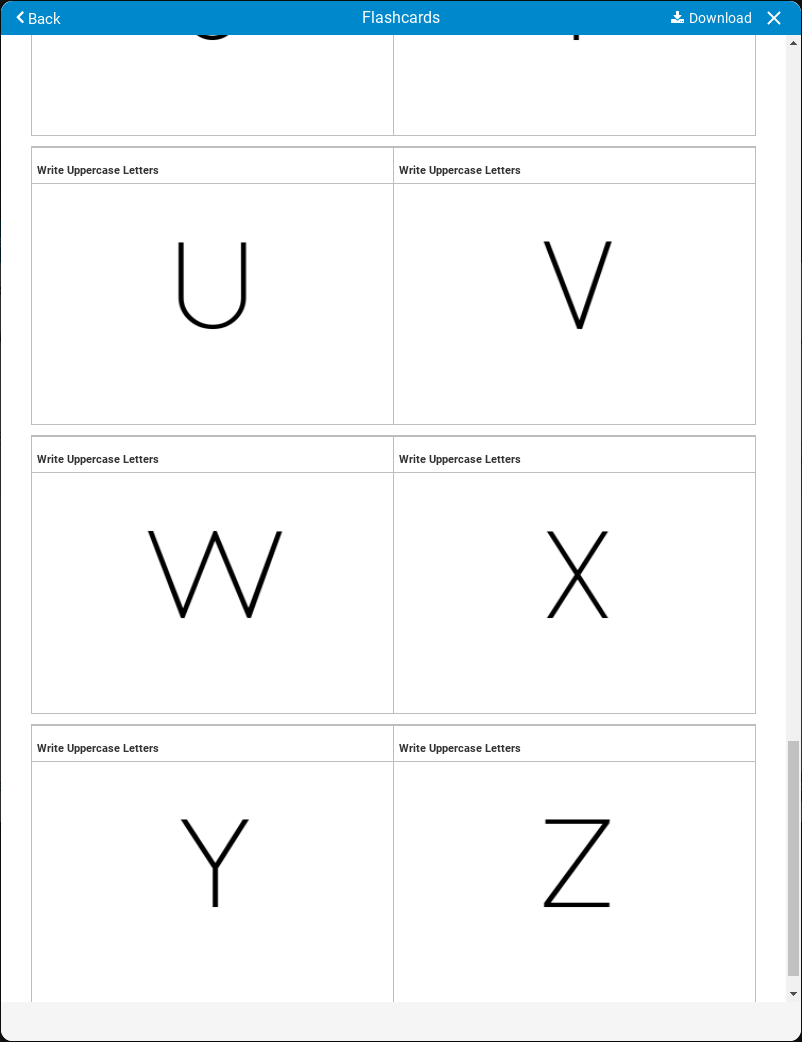 Back Flashcards Download
Write Uppercase Letters Write Uppercase Letters
U V
Write Uppercase Letters Write Uppercase Letters
W X
Write Uppercase Letters Write Uppercase Letters
Y Z